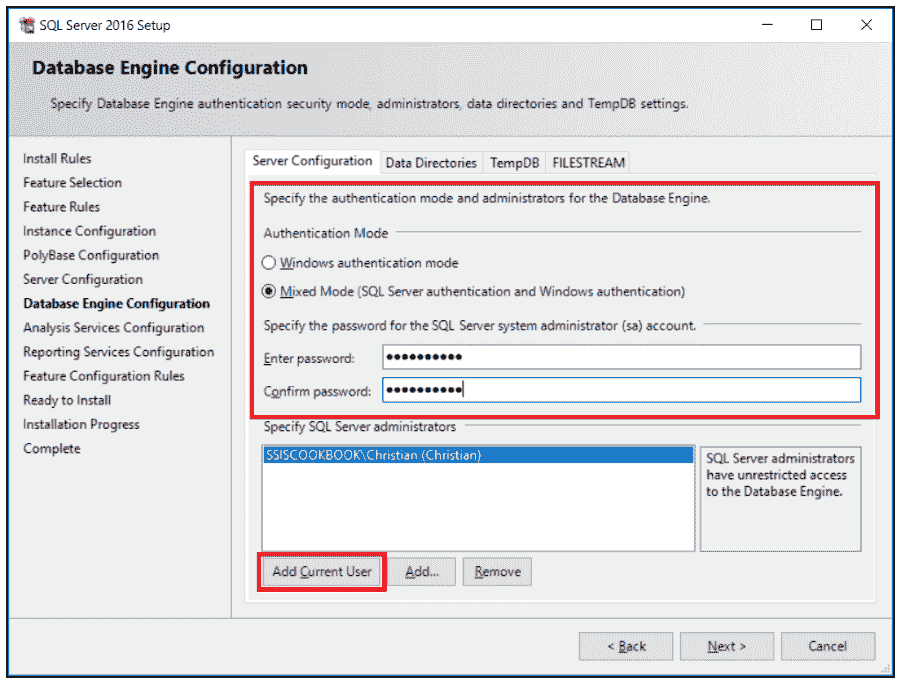 SQL Server 2016 Setup
Database Engine Configuration
Specify Database Engine authentication security mode, administrators, data directories and TempDB settings.
Install Rules
Feature Selection
Feature Rules
Instance Configuration
PolyBase Configuration
Server Configuration
Database Engine Configuration
Analysis Services Configuration
Reporting Services Configuration
Feature Configuration Rules
Ready to Install
Installation Progress
Complete
Server Configuration Data Directories TempDB FILESTREAM
Specify the authentication mode and administrators for the Database Engine.
Authentication Mode
Windows authentication mode
Mixed Mode (SQL Server authentication and Windows authentication)
Specify the password for the SQL Server system administrator (sa) account.
Enter password: ●●●●●●●●●●
Confirm password: ●●●●●●●●●●
Specify SQL Server administrators
SSISCOOKBOOK\Christian (Christian)
SQL Server administrators
have unrestricted access
to the Database Engine.
Add Current User Add... Remove
< Back Next > Cancel